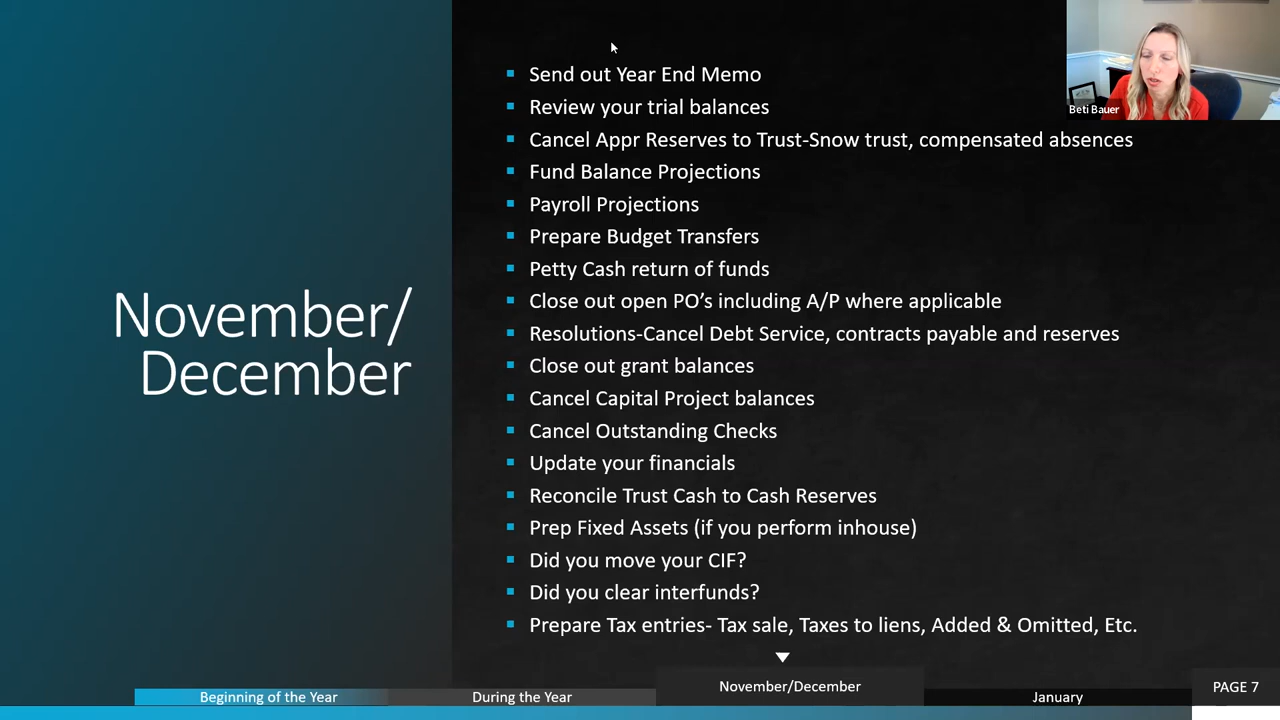 November/
December
Send out Year End Memo
Review your trial balances
Cancel Appr Reserves to Trust-Snow trust, compensated absences
Fund Balance Projections
Payroll Projections
Prepare Budget Transfers
Petty Cash return of funds
Close out open PO’s including A/P where applicable
Resolutions-Cancel Debt Service, contracts payable and reserves
Close out grant balances
Cancel Capital Project balances
Cancel Outstanding Checks
Update your financials
Reconcile Trust Cash to Cash Reserves
Prep Fixed Assets (if you perform inhouse)
Did you move your CIF?
Did you clear interfunds?
Prepare Tax entries- Tax sale, Taxes to liens, Added & Omitted, Etc.
Beti Bauer
Beginning of the Year
During the Year
November/December
January
PAGE 7